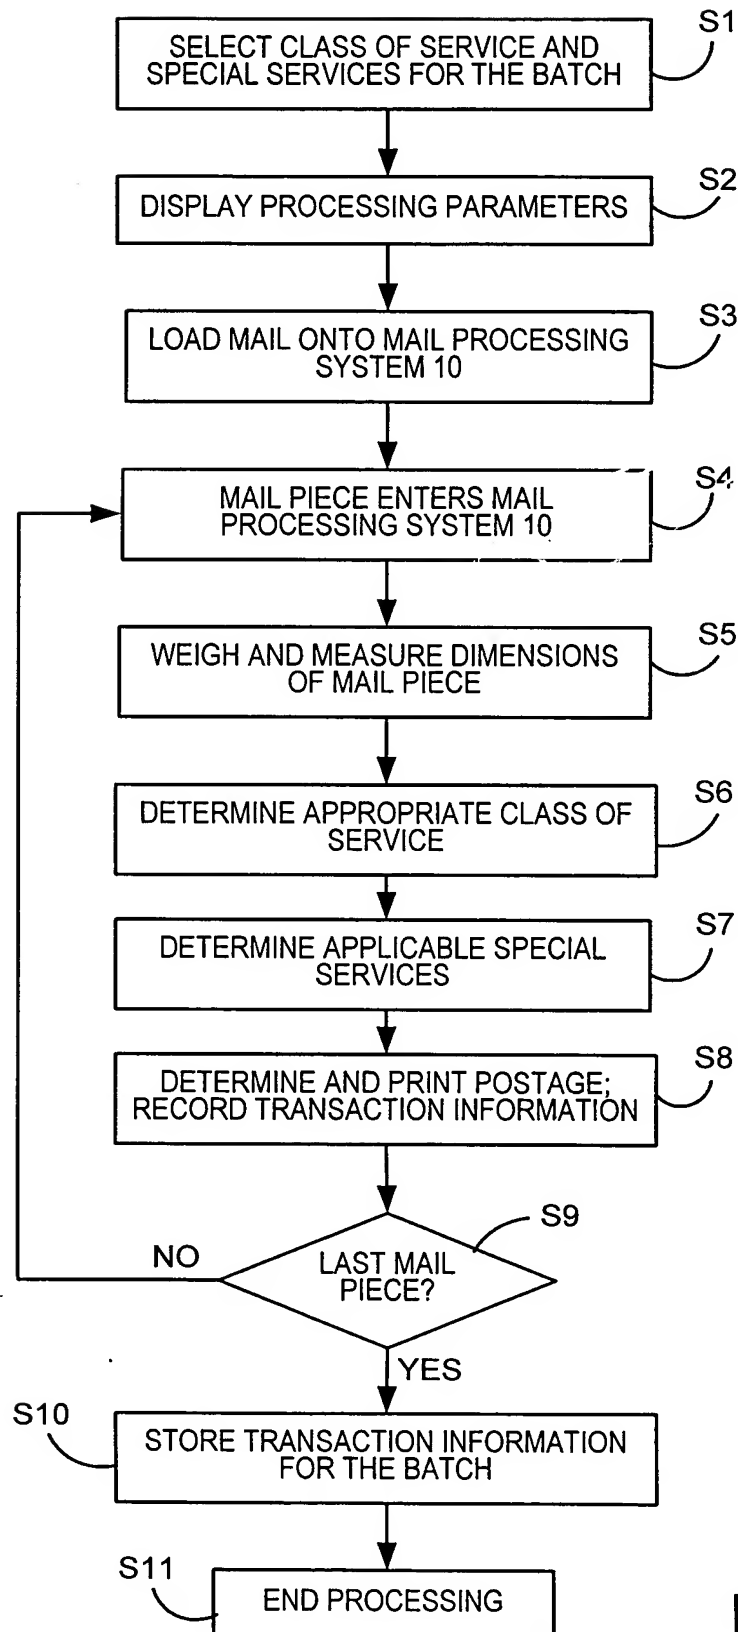 S1
SELECT CLASS OF SERVICE AND
SPECIAL SERVICES FOR THE BATCH
S2
DISPLAY PROCESSING PARAMETERS
S3
LOAD MAIL ONTO MAIL PROCESSING
SYSTEM 10
S4
MAIL PIECE ENTERS MAIL
PROCESSING SYSTEM 10
S5
WEIGH AND MEASURE DIMENSIONS
OF MAIL PIECE
S6
DETERMINE APPROPRIATE CLASS OF
SERVICE
S7
DETERMINE APPLICABLE SPECIAL
SERVICES
S8
DETERMINE AND PRINT POSTAGE;
RECORD TRANSACTION INFORMATION
S9
NO
LAST MAIL
PIECE?
YES
S10
STORE TRANSACTION INFORMATION
FOR THE BATCH
S11
END PROCESSING